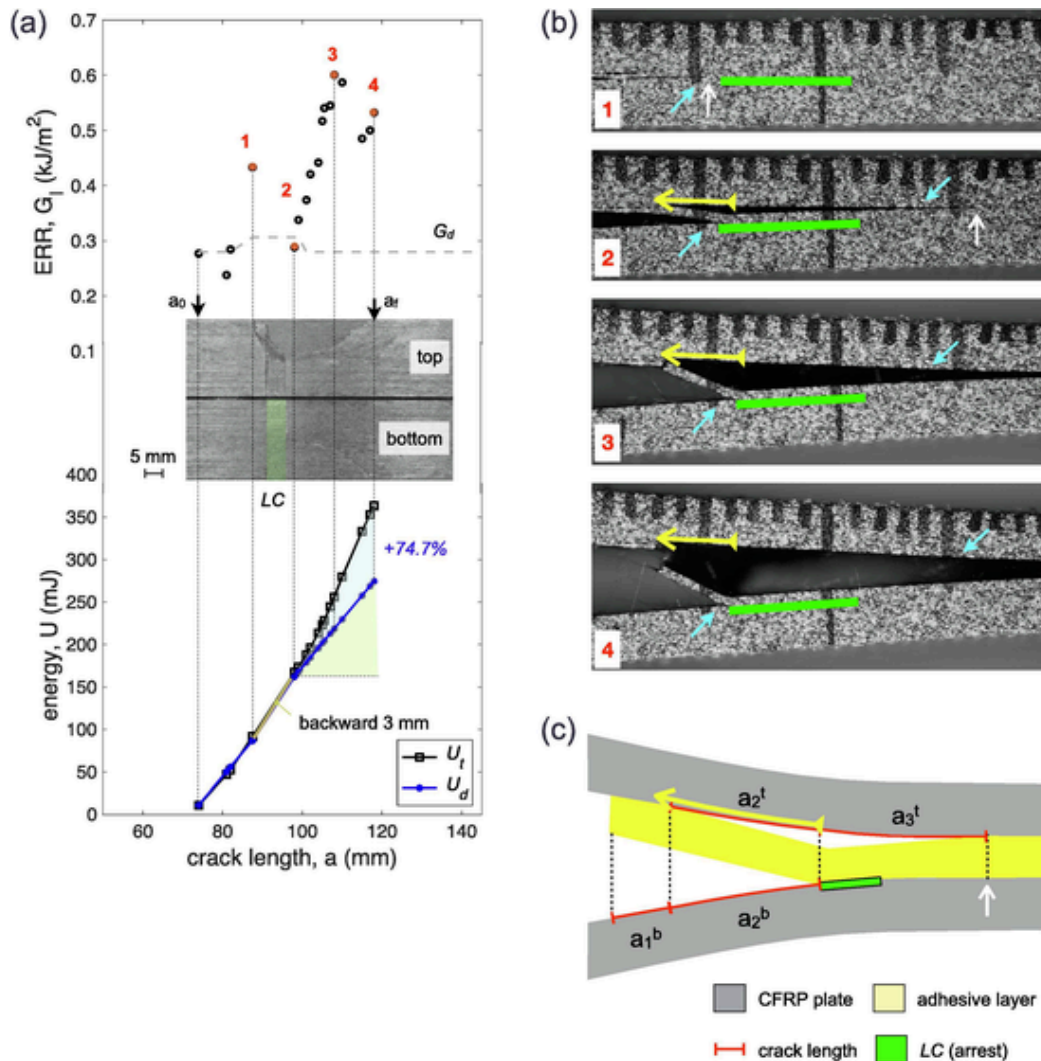 (a)
0.7
0.6
0.5
0.4
0.3
0.2
0.1
ERR, G_I (kJ/m²)
1
2
3
4
G_d
a₀
a_f
top
bottom
5 mm
LC
400
350
300
250
200
150
100
50
0
energy, U (mJ)
+74.7%
backward 3 mm
U_t
U_d
60 80 100 120 140
crack length, a (mm)
(b)
1
2
3
4
(c)
a₂ᵗ
a₃ᵗ
a₁ᵇ
a₂ᵇ
CFRP plate
adhesive layer
crack length
LC (arrest)